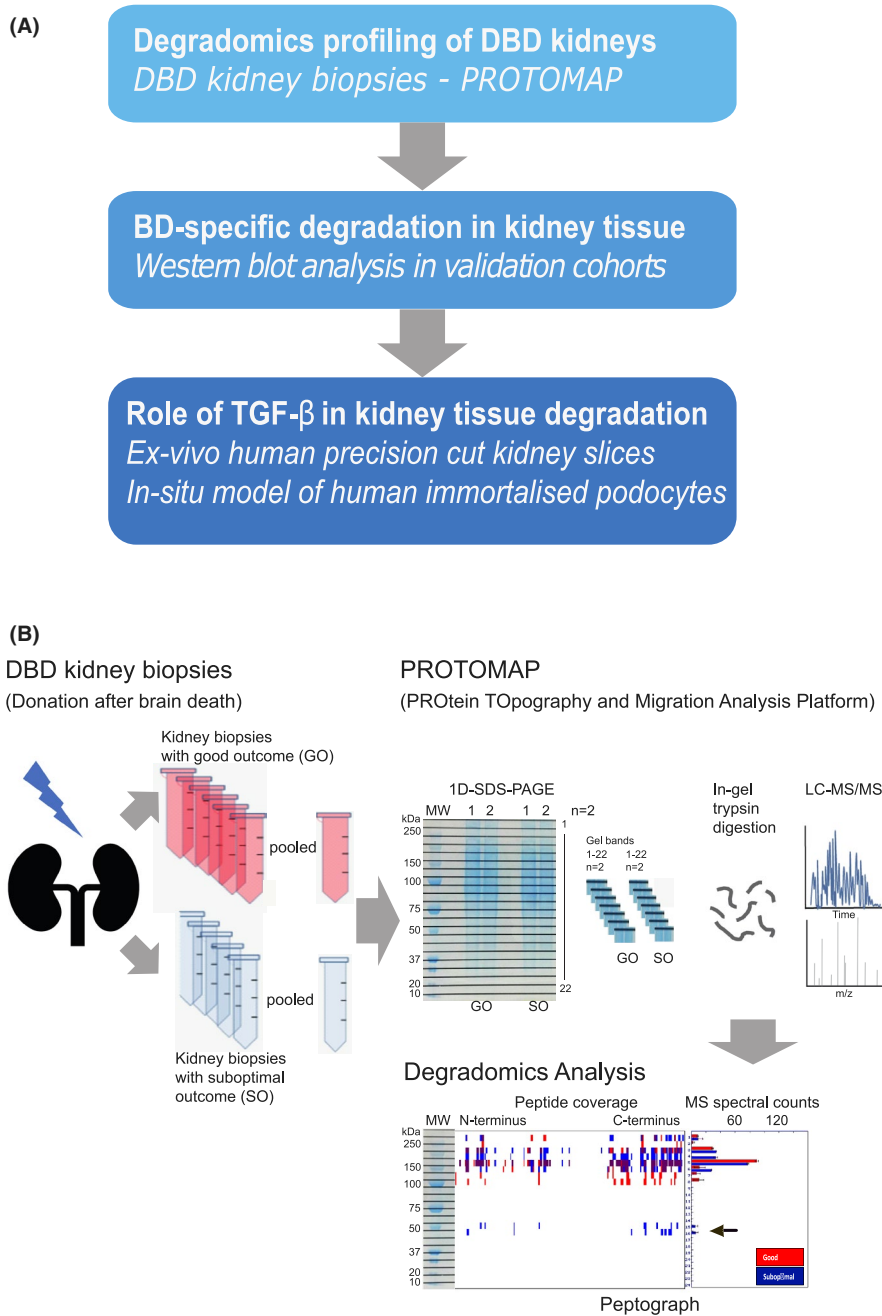 (A)
Degradomics profiling of DBD kidneys
DBD kidney biopsies - PROTOMAP
BD-specific degradation in kidney tissue
Western blot analysis in validation cohorts
Role of TGF-β in kidney tissue degradation
Ex-vivo human precision cut kidney slices
In-situ model of human immortalised podocytes
(B)
DBD kidney biopsies
(Donation after brain death)
Kidney biopsies
with good outcome (GO)
pooled
pooled
Kidney biopsies
with suboptimal
outcome (SO)
PROTOMAP
(PROtein TOpography and Migration Analysis Platform)
1D-SDS-PAGE
kDa
MW 1 2 1 2 n=2
250
150
100
75
50
37
20
10
1
22
GO SO
Gel bands
1-22 1-22
n=2 n=2
GO SO
In-gel
trypsin
digestion
LC-MS/MS
Time
m/z
Degradomics Analysis
Peptide coverage
MS spectral counts
MW N-terminus C-terminus
60 120
kDa
250
150
100
75
50
37
20
10
Good
Peptograph